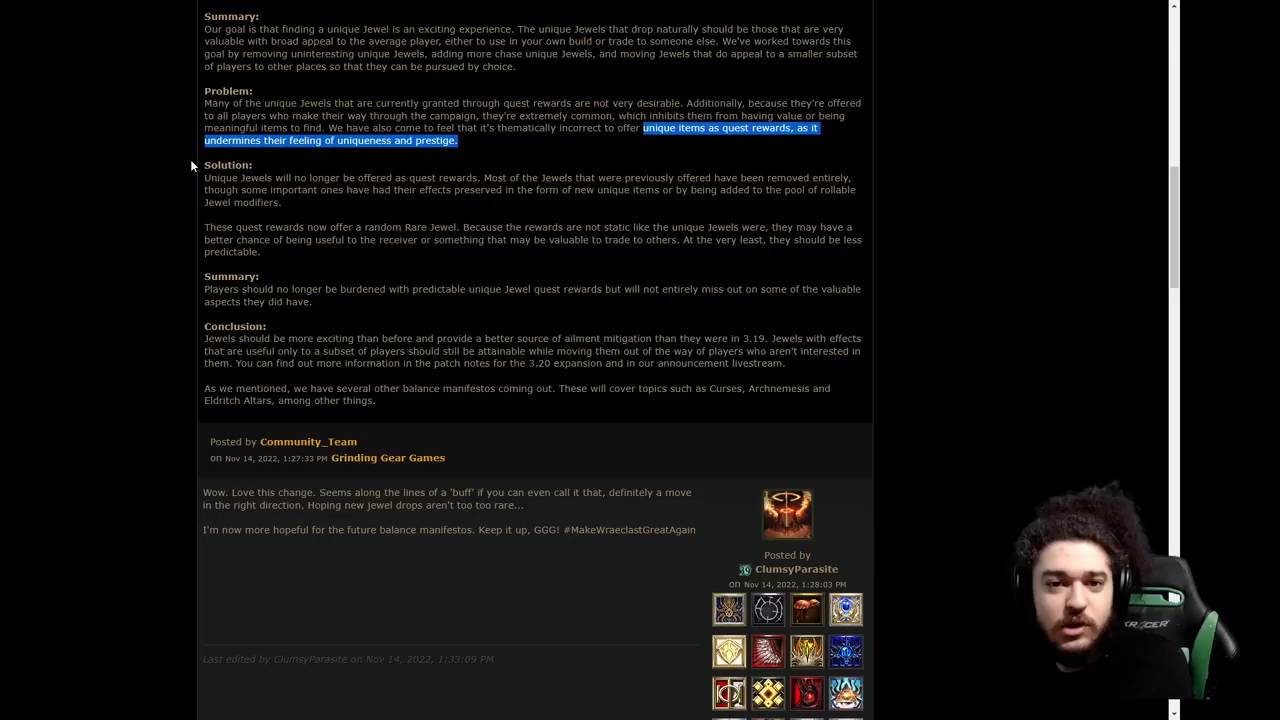 Summary:
Our goal is that finding a unique Jewel is an exciting experience. The unique Jewels that drop naturally should be those that are very
valuable with broad appeal to the average player, either to use in your own build or trade to someone else. We've worked towards this
goal by removing uninteresting unique Jewels, adding more chase unique Jewels, and moving Jewels that do appeal to a smaller subset
of players to other places so that they can be pursued by choice.
Problem:
Many of the unique Jewels that are currently granted through quest rewards are not very desirable. Additionally, because they're offered
to all players who make their way through the campaign, they're extremely common, which inhibits them from having value or being
meaningful items to find. We have also come to feel that it's thematically incorrect to offer unique items as quest rewards, as it
undermines their feeling of uniqueness and prestige.
Solution:
Unique Jewels will no longer be offered as quest rewards. Most of the Jewels that were previously offered have been removed entirely,
though some important ones have had their effects preserved in the form of new unique items or by being added to the pool of rollable
Jewel modifiers.
These quest rewards now offer a random Rare Jewel. Because the rewards are not static like the unique Jewels were, they may have a
better chance of being useful to the receiver or something that may be valuable to trade to others. At the very least, they should be less
predictable.
Summary:
Players should no longer be burdened with predictable unique Jewel quest rewards but will not entirely miss out on some of the valuable
aspects they did have.
Conclusion:
Jewels should be more exciting than before and provide a better source of ailment mitigation than they were in 3.19. Jewels with effects
that are useful only to a subset of players should still be attainable while moving them out of the way of players who aren't interested in
them. You can find out more information in the patch notes for the 3.20 expansion and in our announcement livestream.
As we mentioned, we have several other balance manifestos coming out. These will cover topics such as Curses, Archnemesis and
Eldritch Altars, among other things.
Posted by Community_Team
on Nov 14, 2022, 1:27:33 PM Grinding Gear Games
Wow. Love this change. Seems along the lines of a 'buff' if you can even call it that, definitely a move
in the right direction. Hoping new jewel drops aren't too too rare...
I'm now more hopeful for the future balance manifestos. Keep it up, GGG! #MakeWraeclastGreatAgain
Posted by
ClumsyParasite
on Nov 14, 2022, 1:28:03 PM
Last edited by ClumsyParasite on Nov 14, 2022, 1:33:09 PM